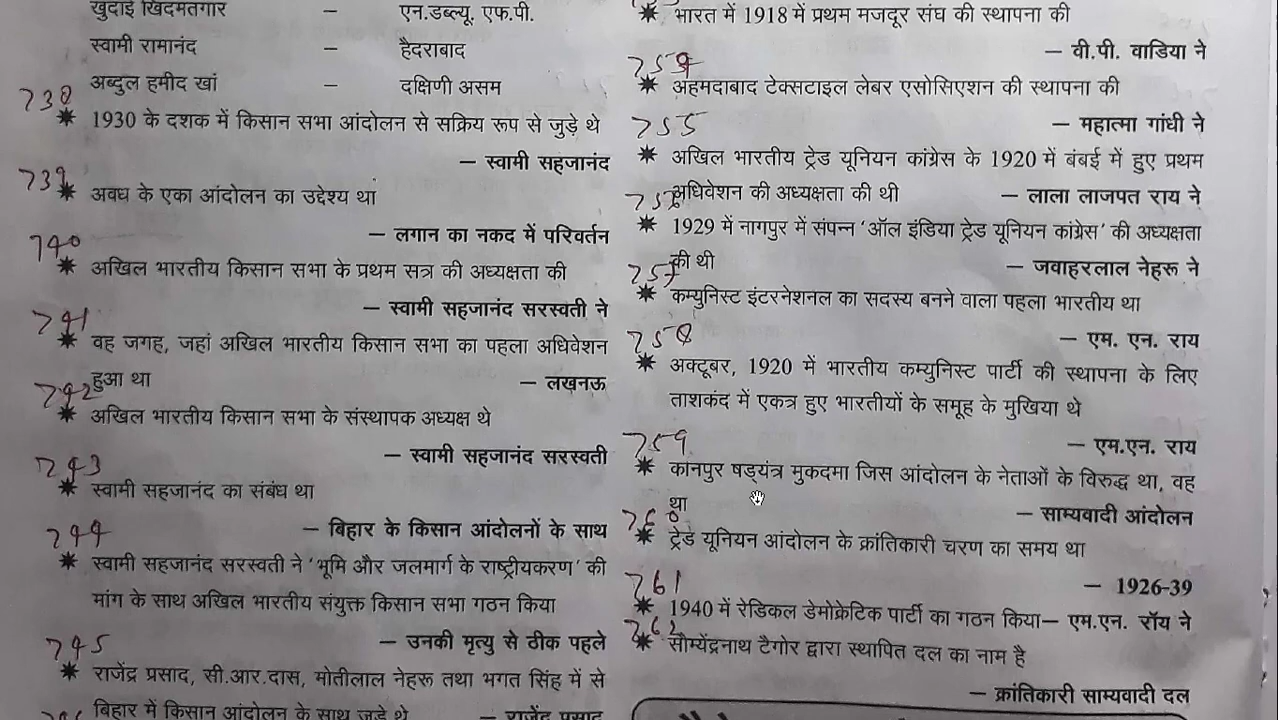 खुदाई खिदमतगार – एन.डब्ल्यू. एफ.पी.
स्वामी रामानंद – हैदराबाद
अब्दुल हमीद खां – दक्षिणी असम
738
* 1930 के दशक में किसान सभा आंदोलन से सक्रिय रूप से जुड़े थे
– स्वामी सहजानंद
739
* अवध के एका आंदोलन का उद्देश्य था
– लगान का नकद में परिवर्तन
740
* अखिल भारतीय किसान सभा के प्रथम सत्र की अध्यक्षता की
– स्वामी सहजानंद सरस्वती ने
741
* वह जगह, जहां अखिल भारतीय किसान सभा का पहला अधिवेशन
हुआ था – लखनऊ
742
* अखिल भारतीय किसान सभा के संस्थापक अध्यक्ष थे
– स्वामी सहजानंद सरस्वती
743
* स्वामी सहजानंद का संबंध था
– बिहार के किसान आंदोलनों के साथ
744
* स्वामी सहजानंद सरस्वती ने 'भूमि और जलमार्ग के राष्ट्रीयकरण' की
मांग के साथ अखिल भारतीय संयुक्त किसान सभा गठन किया
– उनकी मृत्यु से ठीक पहले
745
* राजेंद्र प्रसाद, सी.आर.दास, मोतीलाल नेहरू तथा भगत सिंह में से
बिहार में किसान आंदोलन के साथ जुड़े थे – राजेंद्र प्रसाद
* भारत में 1918 में प्रथम मजदूर संघ की स्थापना की
– वी.पी. वाडिया ने
754
* अहमदाबाद टेक्सटाइल लेबर एसोसिएशन की स्थापना की
– महात्मा गांधी ने
755
* अखिल भारतीय ट्रेड यूनियन कांग्रेस के 1920 में बंबई में हुए प्रथम
अधिवेशन की अध्यक्षता की थी – लाला लाजपत राय ने
756
* 1929 में नागपुर में संपन्न 'ऑल इंडिया ट्रेड यूनियन कांग्रेस' की अध्यक्षता
की थी – जवाहरलाल नेहरू ने
757
* कम्युनिस्ट इंटरनेशनल का सदस्य बनने वाला पहला भारतीय था
– एम. एन. राय
758
* अक्टूबर, 1920 में भारतीय कम्युनिस्ट पार्टी की स्थापना के लिए
ताशकंद में एकत्र हुए भारतीयों के समूह के मुखिया थे
– एम.एन. राय
759
* कानपुर षड्यंत्र मुकदमा जिस आंदोलन के नेताओं के विरुद्ध था, वह
था – साम्यवादी आंदोलन
760
* ट्रेड यूनियन आंदोलन के क्रांतिकारी चरण का समय था
– 1926-39
761
* 1940 में रेडिकल डेमोक्रेटिक पार्टी का गठन किया– एम.एन. रॉय ने
762
* सौम्येंद्रनाथ टैगोर द्वारा स्थापित दल का नाम है
– क्रांतिकारी साम्यवादी दल